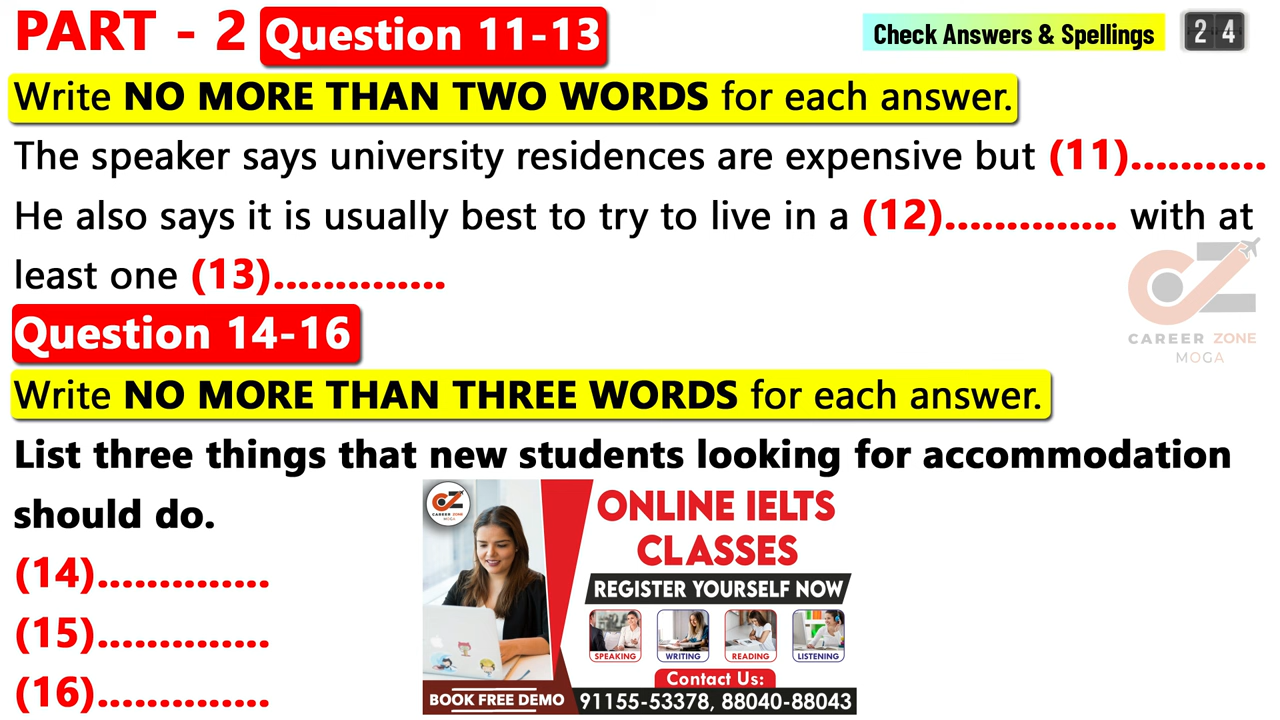 PART - 2 Question 11-13
Check Answers & Spellings 24
Write NO MORE THAN TWO WORDS for each answer.
The speaker says university residences are expensive but (11)...........
He also says it is usually best to try to live in a (12).............. with at
least one (13)..............
CAREER ZONE
MOGA
Question 14-16
Write NO MORE THAN THREE WORDS for each answer.
List three things that new students looking for accommodation
should do.
(14)..............
(15)..............
(16)..............
CAREER ZONE
MOGA
ONLINE IELTS
CLASSES
REGISTER YOURSELF NOW
SPEAKING WRITING READING LISTENING
Contact Us:
BOOK FREE DEMO 91155-53378, 88040-88043